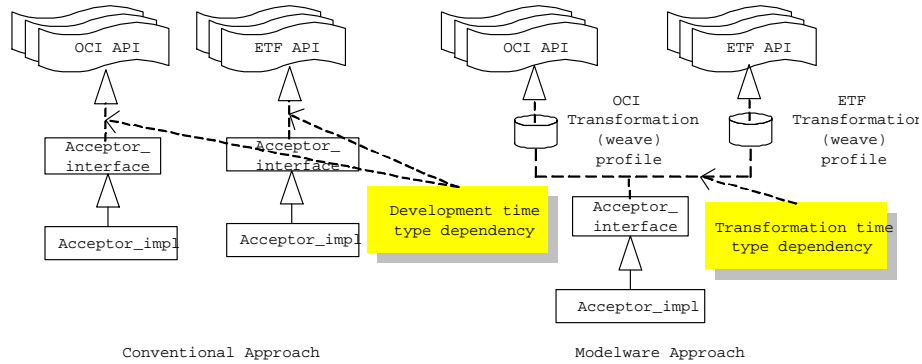 OCI API
ETF API
OCI API
ETF API
OCI
Transformation
(weave)
profile
ETF
Transformation
(weave)
profile
Acceptor_
interface
Acceptor_
interface
Development time
type dependency
Acceptor_
interface
Transformation time
type dependency
Acceptor_impl
Acceptor_impl
Acceptor_impl
Conventional Approach
Modelware Approach